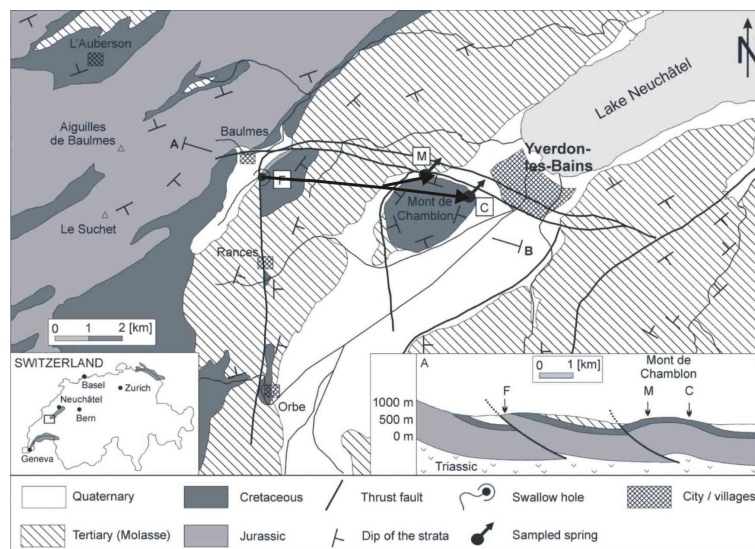 L'Auberson
N
Lake Neuchâtel
Aiguilles
de Baulmes
A
Baulmes
M
Yverdon-
les-Bains
F
Mont de
Chamblon
C
Le Suchet
Rances
B
0 1 2 [km]
Orbe
SWITZERLAND
Basel
Zurich
Neuchâtel
Bern
Geneva
A
0 1 [km]
Mont de
Chamblon
F
M
C
1000 m
500 m
0 m
Triassic
Quaternary
Cretaceous
Thrust fault
Swallow hole
City / villages
Tertiary (Molasse)
Jurassic
Dip of the strata
Sampled spring